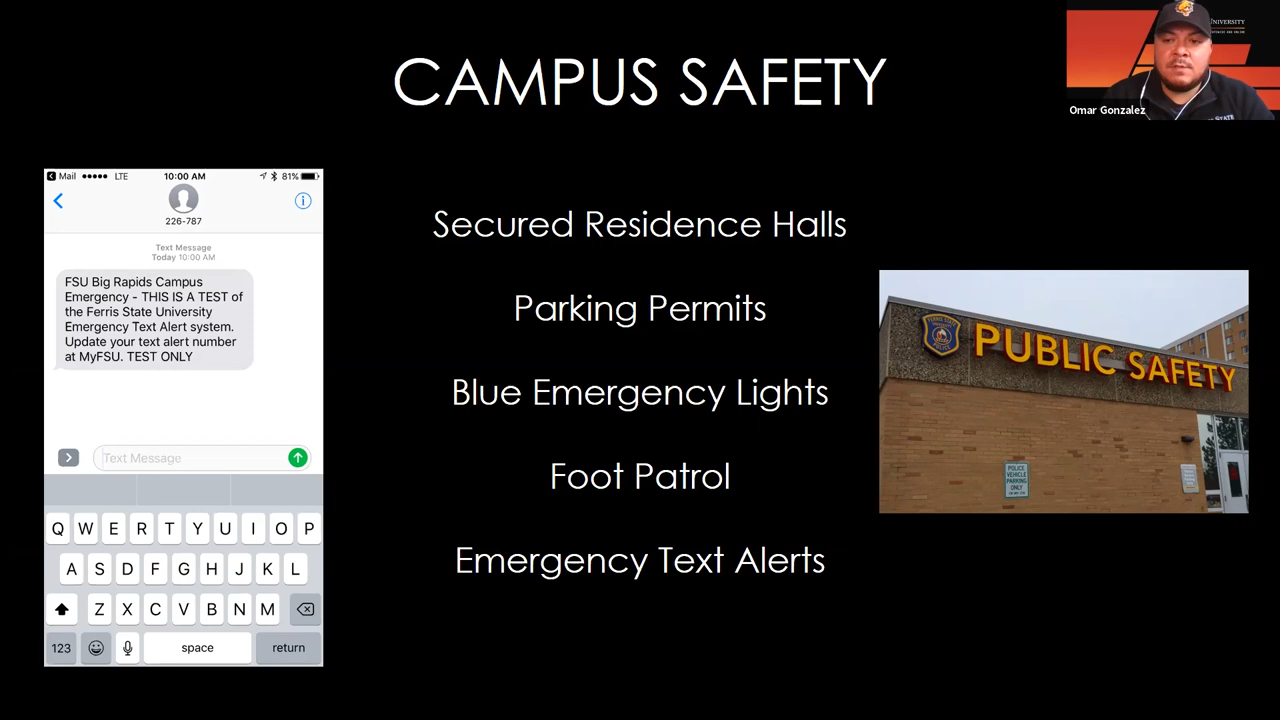 CAMPUS SAFETY
UNIVERSITY
Omar Gonzalez
Mail LTE 10:00 AM 81%
226-787
Text Message
Today 10:00 AM
FSU Big Rapids Campus
Emergency - THIS IS A TEST of
the Ferris State University
Emergency Text Alert system.
Update your text alert number
at MyFSU. TEST ONLY
Text Message
Q W E R T Y U I O P
A S D F G H J K L
Z X C V B N M
123 space return
Secured Residence Halls
Parking Permits
Blue Emergency Lights
Foot Patrol
Emergency Text Alerts
PUBLIC SAFETY
POLICE
VEHICLE
PARKING
ONLY